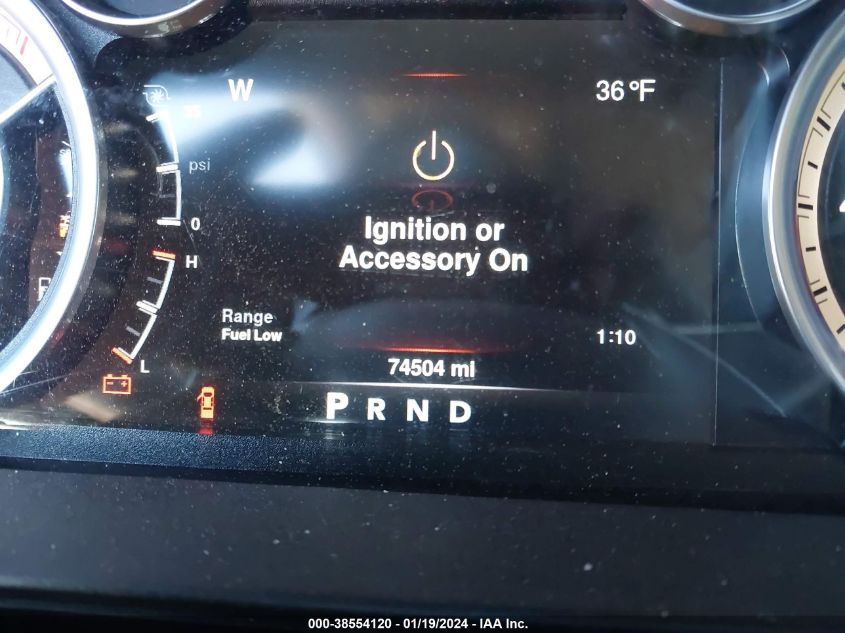 W
36°F
psi
0
H
Ignition or
Accessory On
Range
Fuel Low
1:10
L
74504 mi
P R N D
000-38554120 - 01/19/2024 - IAA Inc.